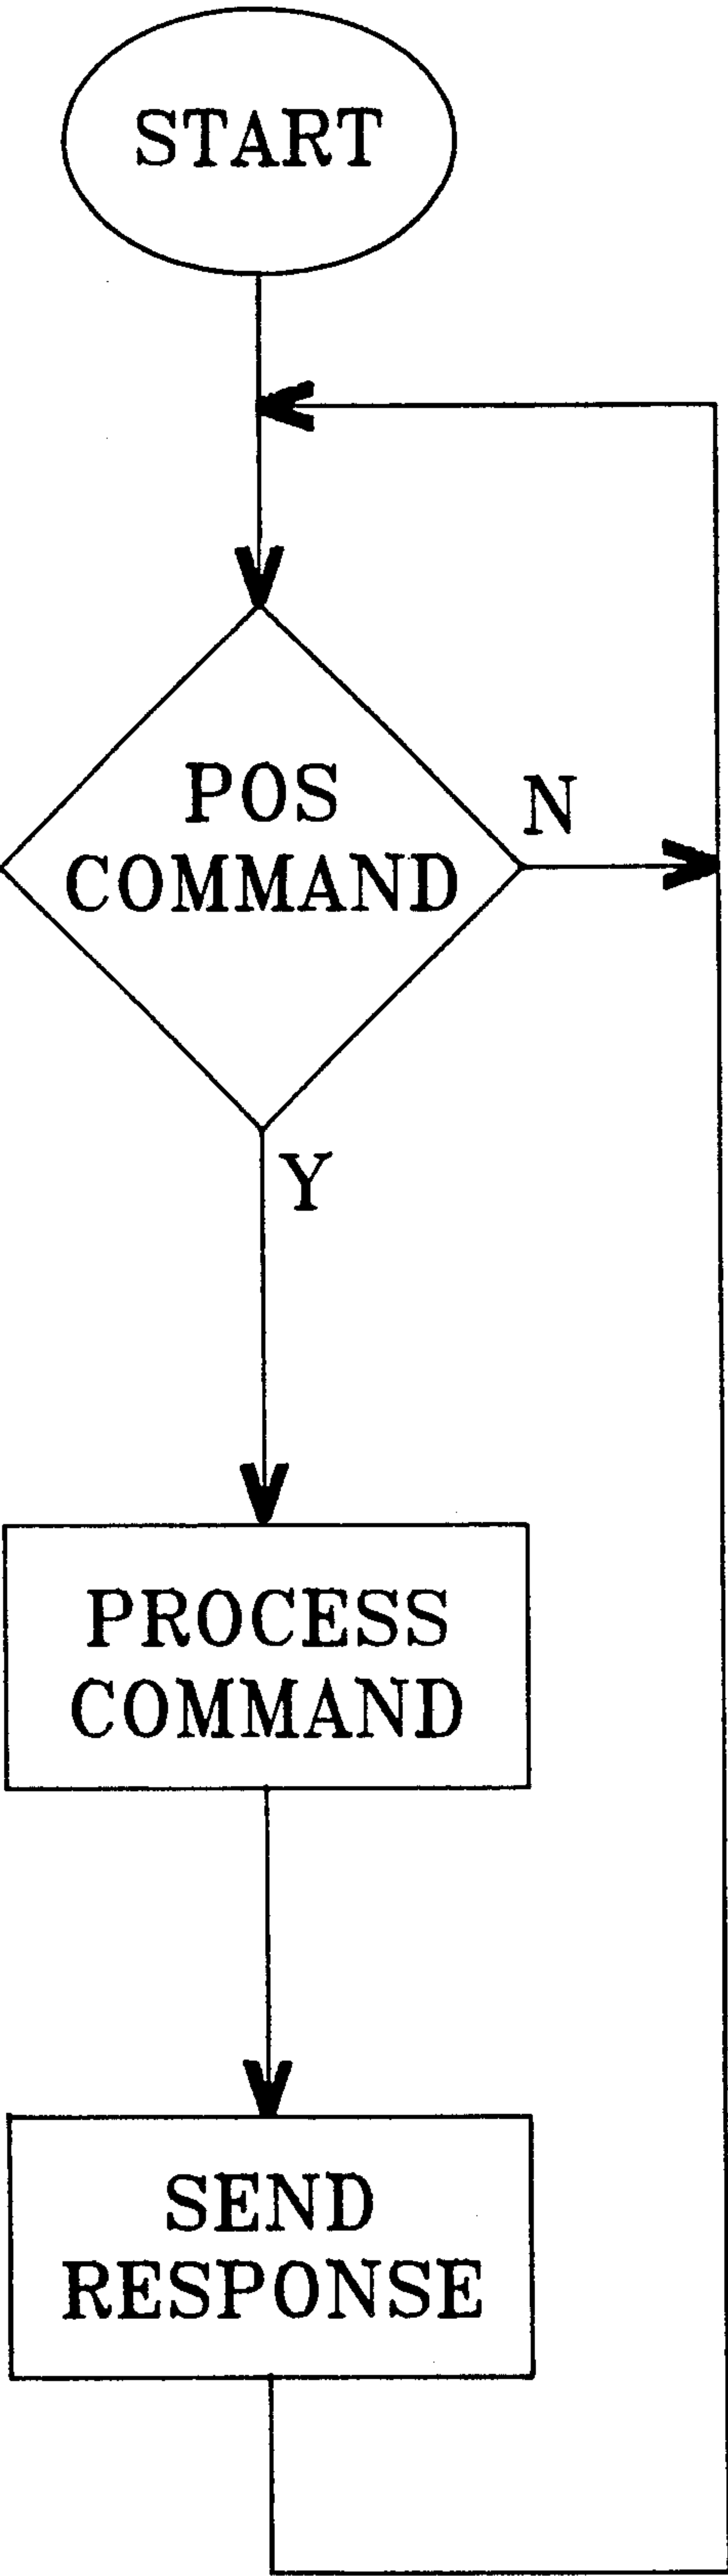 START
POS
COMMAND
N
Y
PROCESS
COMMAND
SEND
RESPONSE